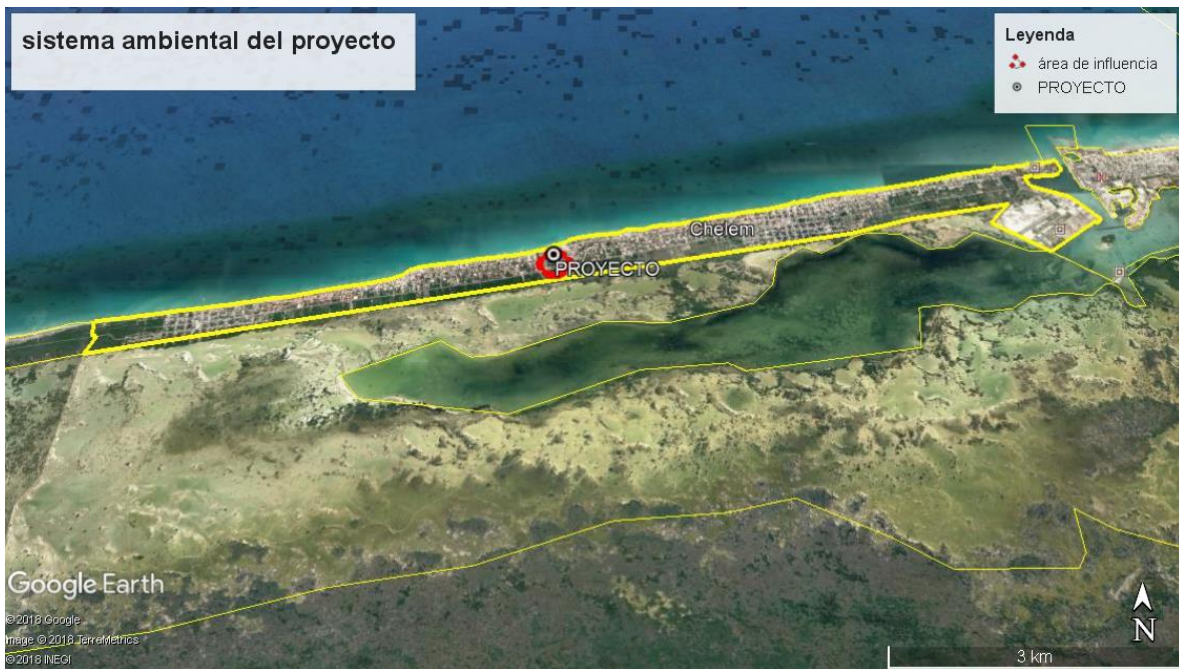 sistema ambiental del proyecto
Leyenda
área de influencia
PROYECTO
Chelem
PROYECTO
Google Earth
© 2018 Google
Image © 2018 TerraMetrics
© 2018 INEGI
N
3 km